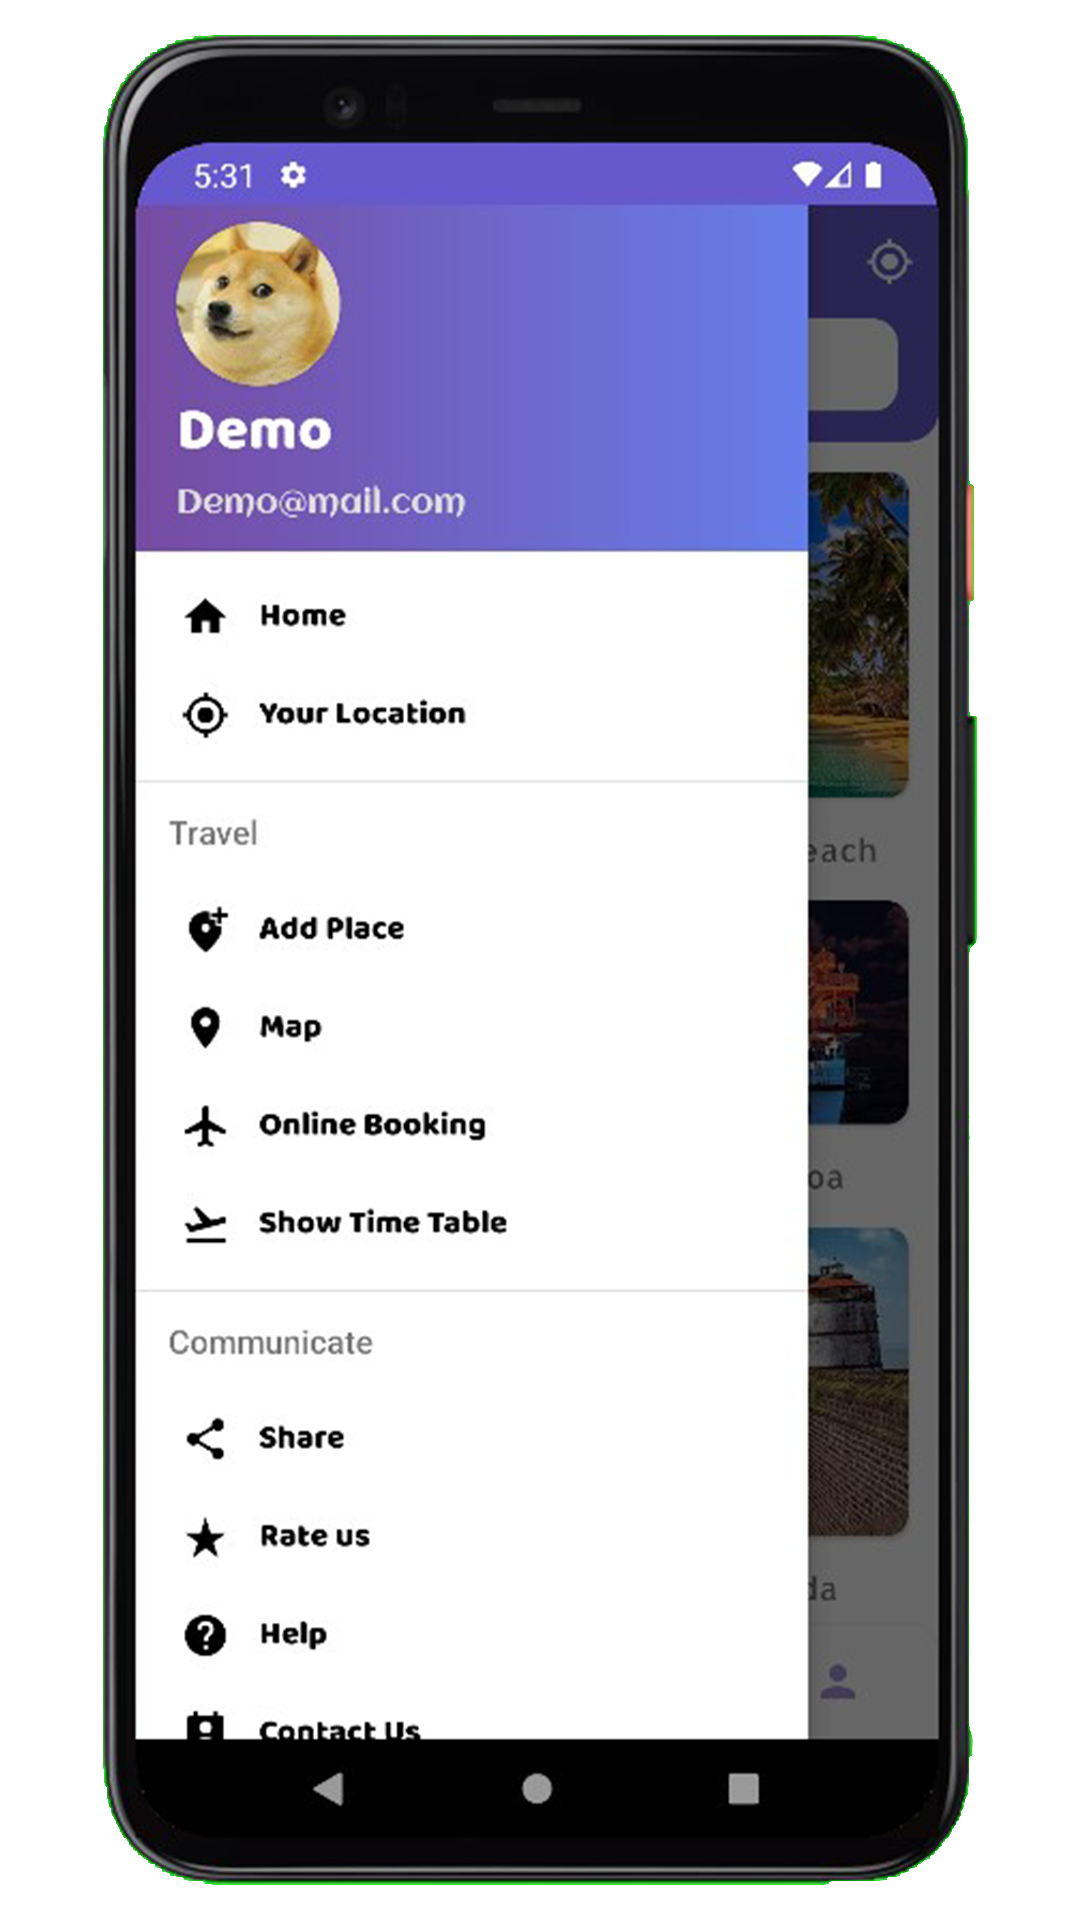 5:31
Demo
Demo@mail.com
Home
Your Location
Travel
each
Add Place
Map
Online Booking
oa
Show Time Table
Communicate
Share
Rate us
da
Help
Contact Us